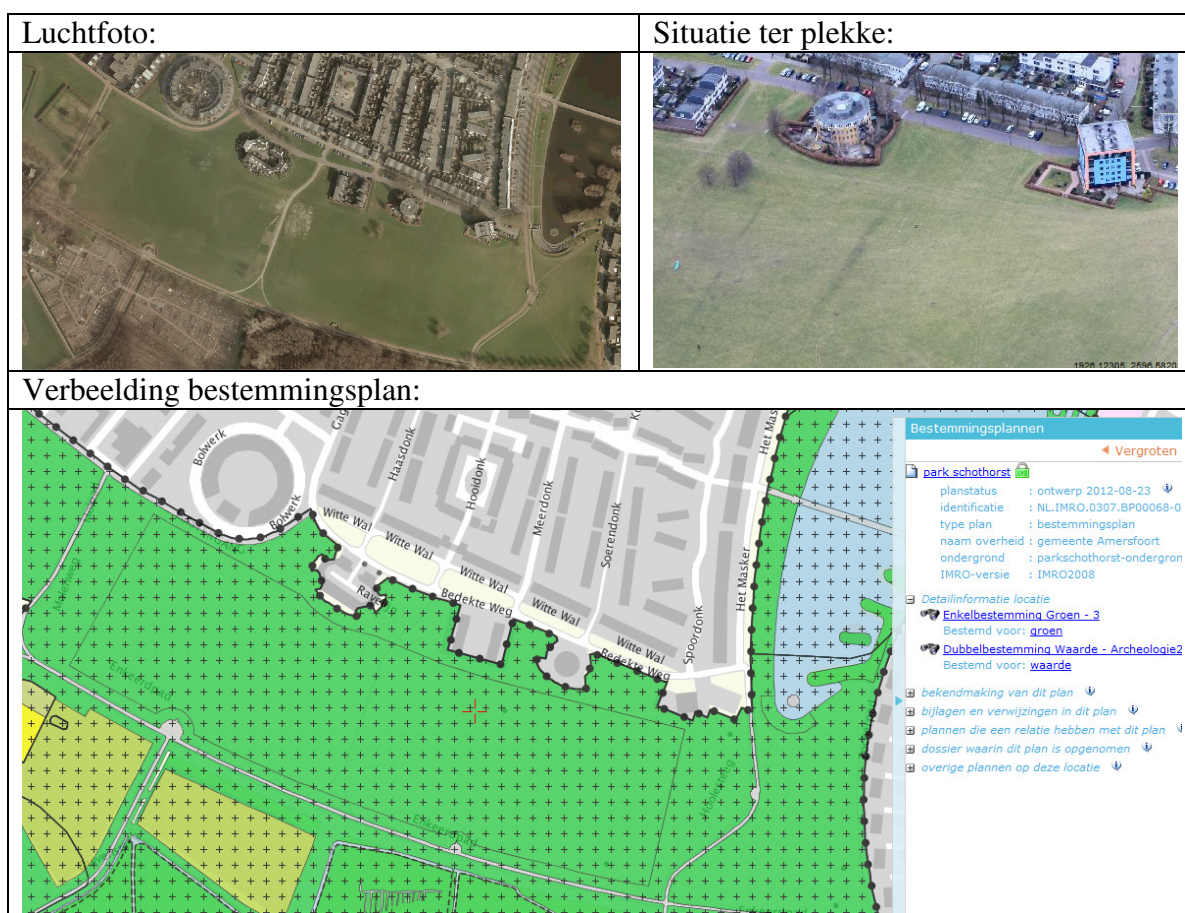 Luchtfoto:
Situatie ter plekke:
1926 12305, 2596 5820
Verbeelding bestemmingsplan:
Bolwerk
Bolwerk
Haasdonk
Hooidonk
Meerdonk
Soerendonk
Spoordonk
Het Masker
Het Masker
Witte Wal
Witte Wal
Witte Wal
Witte Wal
Witte Wal
Bedekte Weg
Bedekte Weg
Enkeerdpad
Bestemmingsplannen
Vergroten
park schothorst
planstatus : ontwerp 2012-08-23
identificatie : NL.IMRO.0307.BP00068-0
type plan : bestemmingsplan
naam overheid : gemeente Amersfoort
ondergrond : parkschothorst-ondergron
IMRO-versie : IMRO2008
Detailinformatie locatie
Enkelbestemming Groen - 3
Bestemd voor: groen
Dubbelbestemming Waarde - Archeologie2
Bestemd voor: waarde
bekendmaking van dit plan
bijlagen en verwijzingen in dit plan
plannen die een relatie hebben met dit plan
dossier waarin dit plan is opgenomen
overige plannen op deze locatie